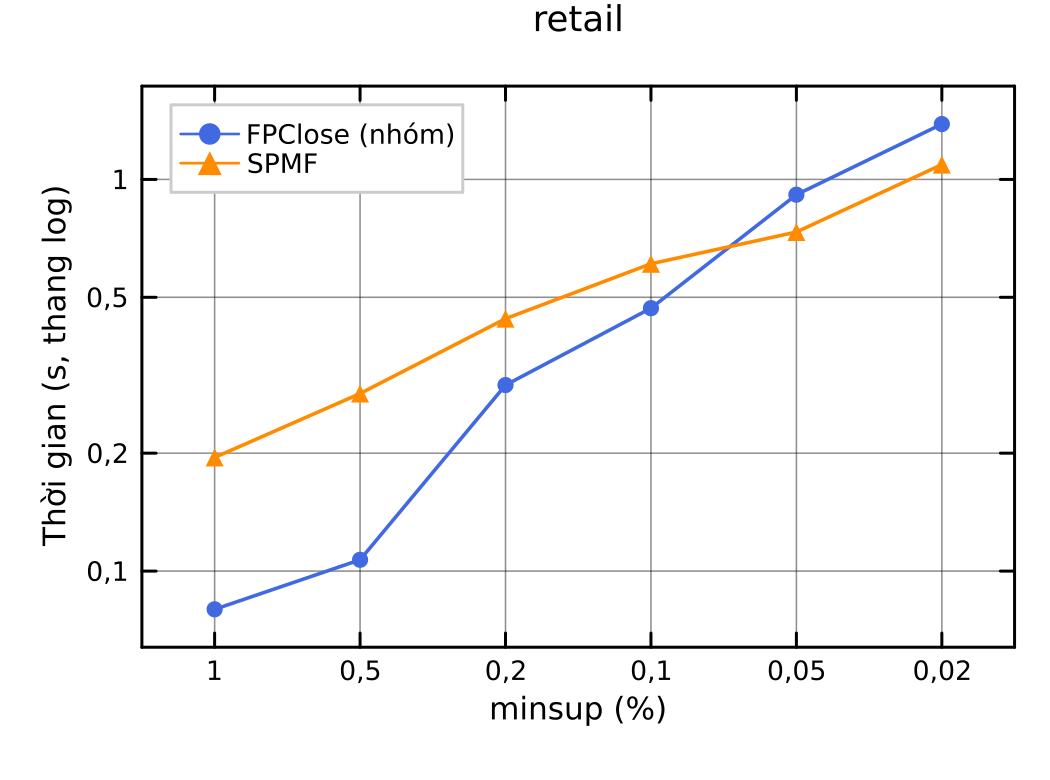 retail
FPClose (nhóm)
SPMF
Thời gian (s, thang log)
1
0,5
0,2
0,1
1 0,5 0,2 0,1 0,05 0,02
minsup (%)